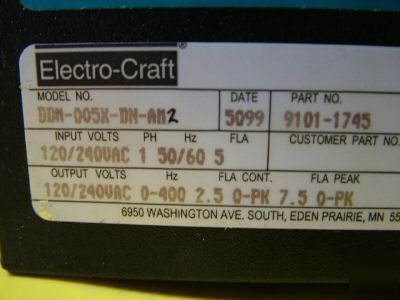 Electro-Craft®
MODEL NO. DATE PART NO.
DDM-005X-DN-AM2 5099 9101-1745
INPUT VOLTS PH Hz FLA CUSTOMER PART NO
120/240VAC 1 50/60 5
OUTPUT VOLTS Hz FLA CONT. FLA PEAK
120/240VAC 0-400 2.5 0-PK 7.5 0-PK
6950 WASHINGTON AVE. SOUTH, EDEN PRAIRIE, MN 55